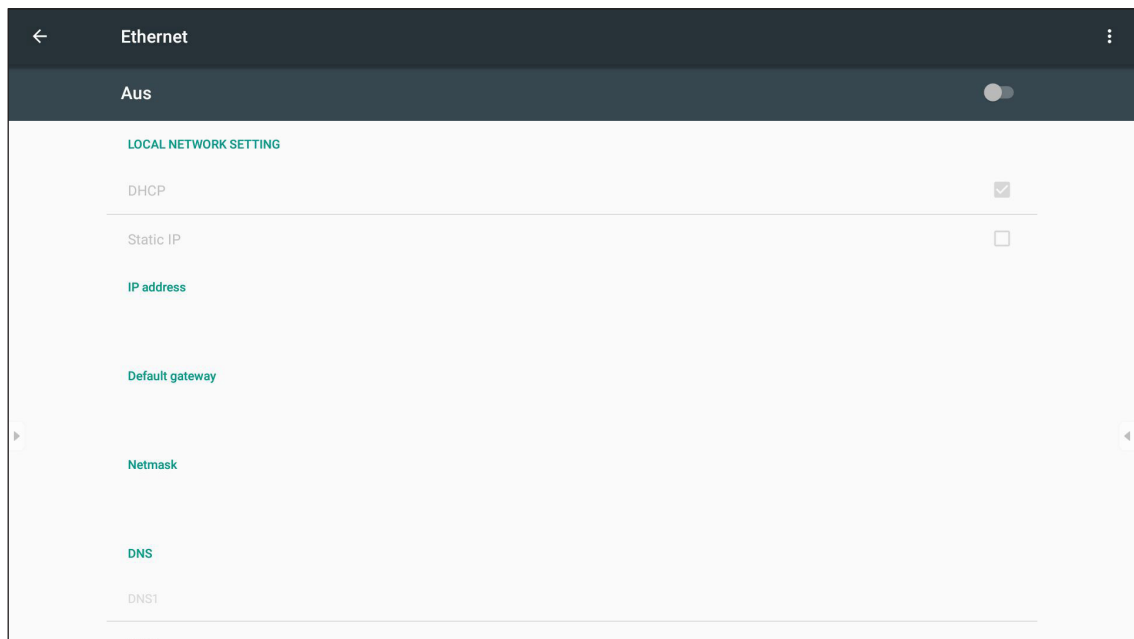 Ethernet
Aus
LOCAL NETWORK SETTING
DHCP
Static IP
IP address
Default gateway
Netmask
DNS
DNS1